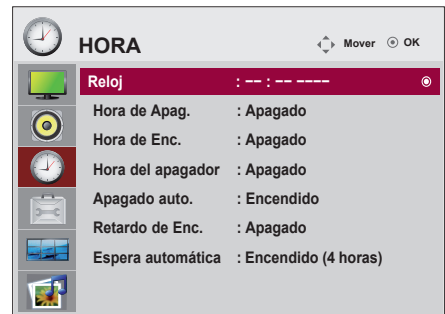 HORA Mover OK
Reloj : −− : −− −−−−
Hora de Apag. : Apagado
Hora de Enc. : Apagado
Hora del apagador : Apagado
Apagado auto. : Encendido
Retardo de Enc. : Apagado
Espera automática : Encendido (4 horas)